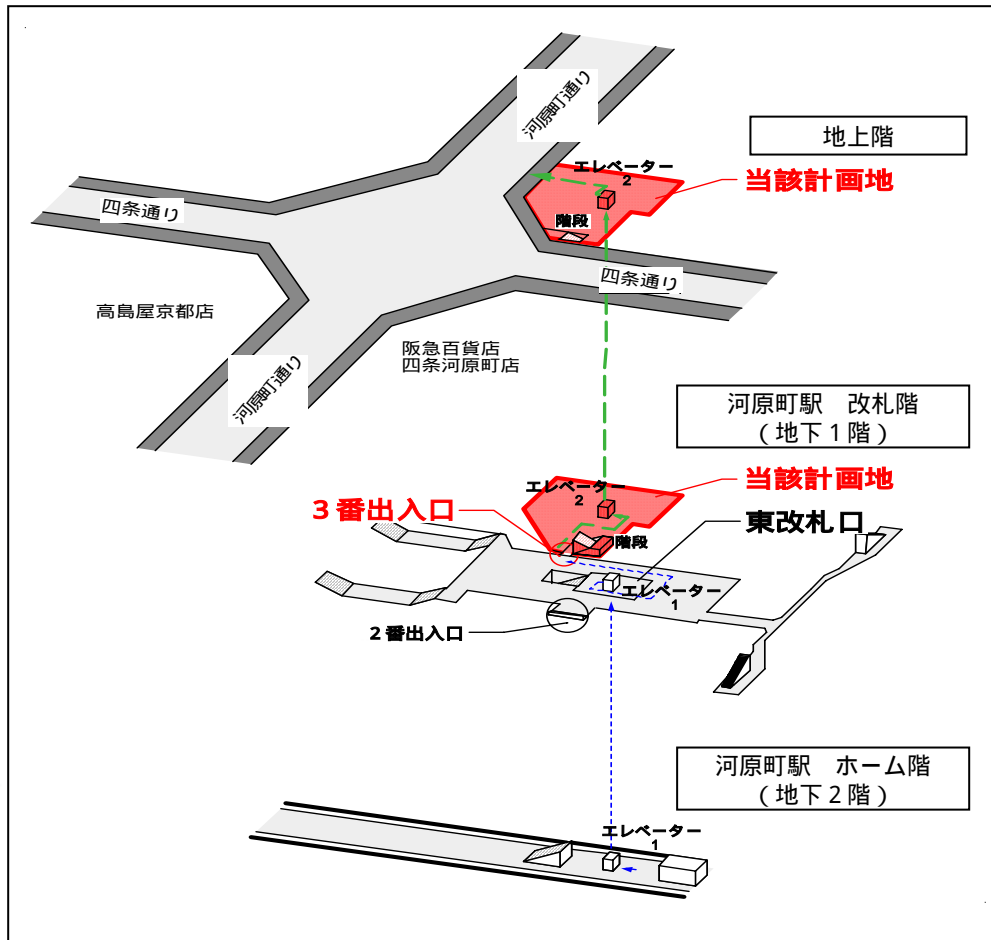 河原町通り
地上階
エレベーター
2
当該計画地
四条通り
階段
四条通り
高島屋京都店
阪急百貨店
四条河原町店
河原町通り
河原町駅　改札階
（地下１階）
当該計画地
エレベーター
2
３番出入口
東改札口
階段
エレベーター
1
２番出入口
河原町駅　ホーム階
（地下２階）
エレベーター
1